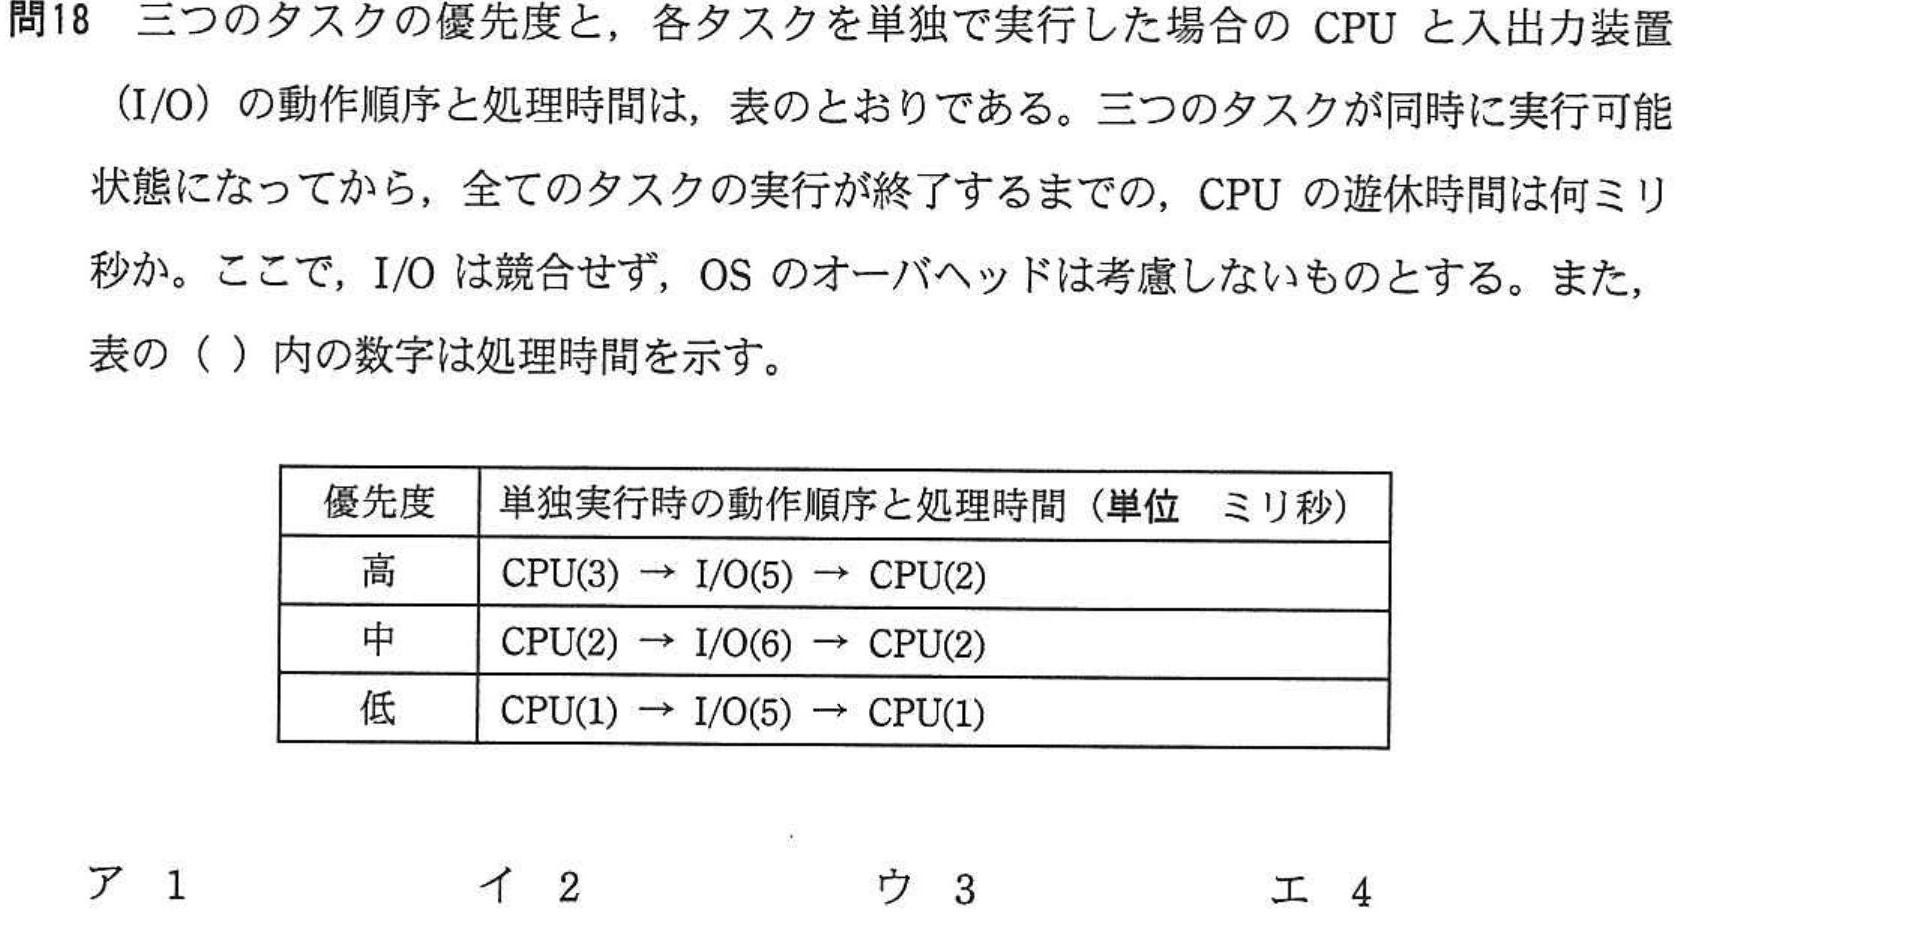 問18 三つのタスクの優先度と，各タスクを単独で実行した場合の CPU と入出力装置
（I/O）の動作順序と処理時間は，表のとおりである。三つのタスクが同時に実行可能
状態になってから，全てのタスクの実行が終了するまでの，CPU の遊休時間は何ミリ
秒か。ここで，I/O は競合せず，OS のオーバヘッドは考慮しないものとする。また，
表の（ ）内の数字は処理時間を示す。
優先度 単独実行時の動作順序と処理時間（単位 ミリ秒）
高 CPU(3) → I/O(5) → CPU(2)
中 CPU(2) → I/O(6) → CPU(2)
低 CPU(1) → I/O(5) → CPU(1)
ア 1 イ 2 ウ 3 エ 4